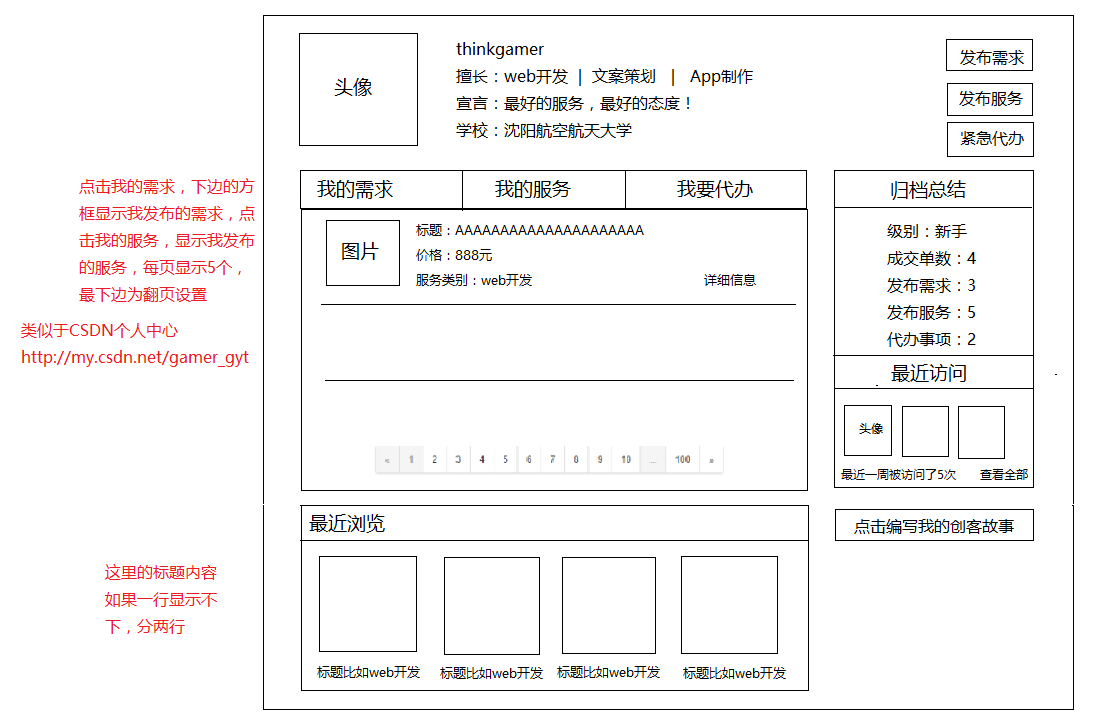 头像
thinkgamer
擅长：web开发 | 文案策划 | App制作
宣言：最好的服务，最好的态度！
学校：沈阳航空航天大学
发布需求
发布服务
紧急代办
点击我的需求，下边的方
框显示我发布的需求，点
击我的服务，显示我发布
的服务，每页显示5个，
最下边为翻页设置
类似于CSDN个人中心
http://my.csdn.net/gamer_gyt
我的需求 我的服务 我要代办
图片
标题：AAAAAAAAAAAAAAAAAAAAA
价格：888元
服务类别：web开发 详细信息
« 1 2 3 4 5 6 7 8 9 10 ... 100 »
归档总结
级别：新手
成交单数：4
发布需求：3
发布服务：5
代办事项：2
最近访问
头像
最近一周被访问了5次 查看全部
点击编写我的创客故事
最近浏览
这里的标题内容
如果一行显示不
下，分两行
标题比如web开发 标题比如web开发 标题比如web开发 标题比如web开发